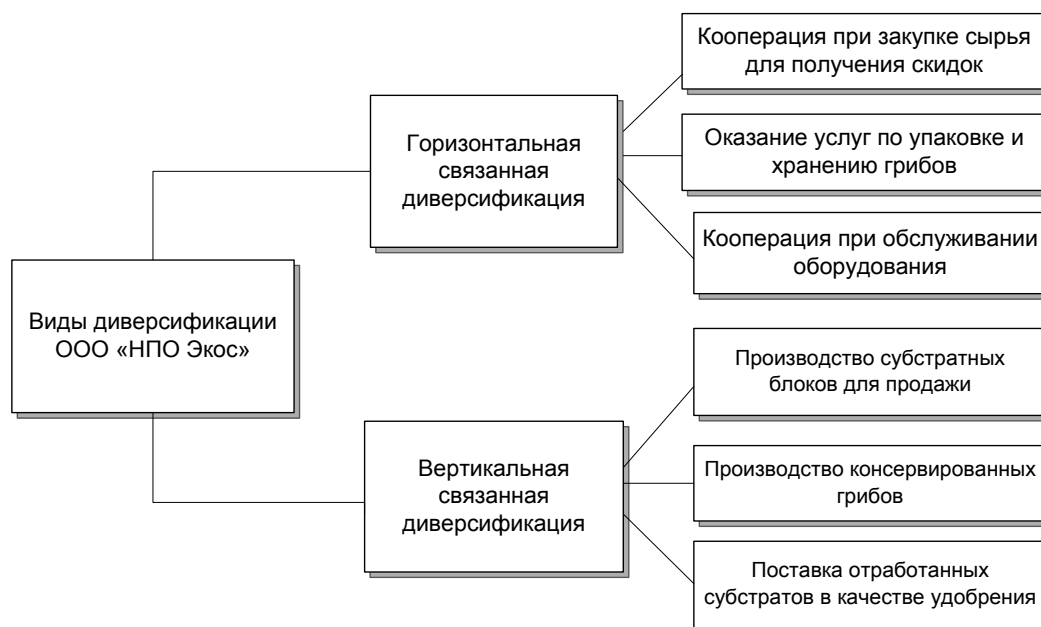 Виды диверсификации
ООО «НПО Экос»
Горизонтальная
связанная
диверсификация
Кооперация при закупке сырья
для получения скидок
Оказание услуг по упаковке и
хранению грибов
Кооперация при обслуживании
оборудования
Вертикальная
связанная
диверсификация
Производство субстратных
блоков для продажи
Производство консервированных
грибов
Поставка отработанных
субстратов в качестве удобрения